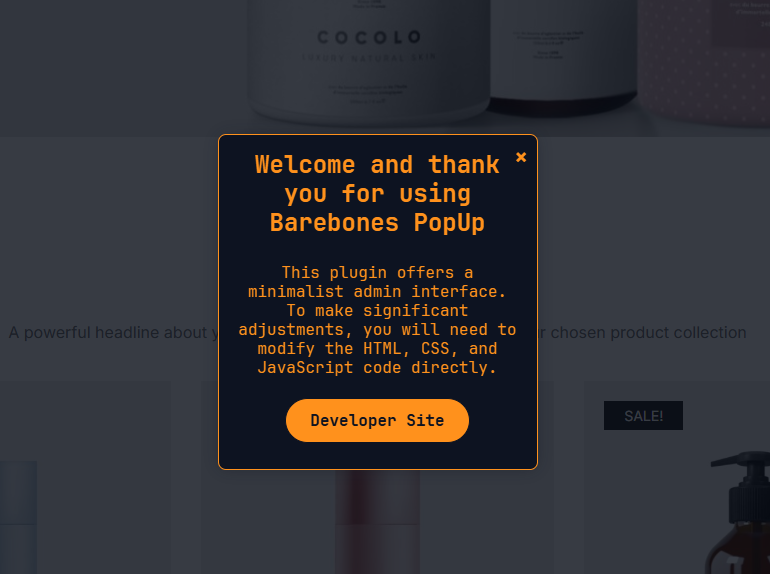 COCOLO
LUXURY NATURAL SKIN
Welcome and thank
you for using
Barebones PopUp
×
This plugin offers a
minimalist admin interface.
To make significant
adjustments, you will need to
modify the HTML, CSS, and
JavaScript code directly.
Developer Site
A powerful headline about y
r chosen product collection
SALE!